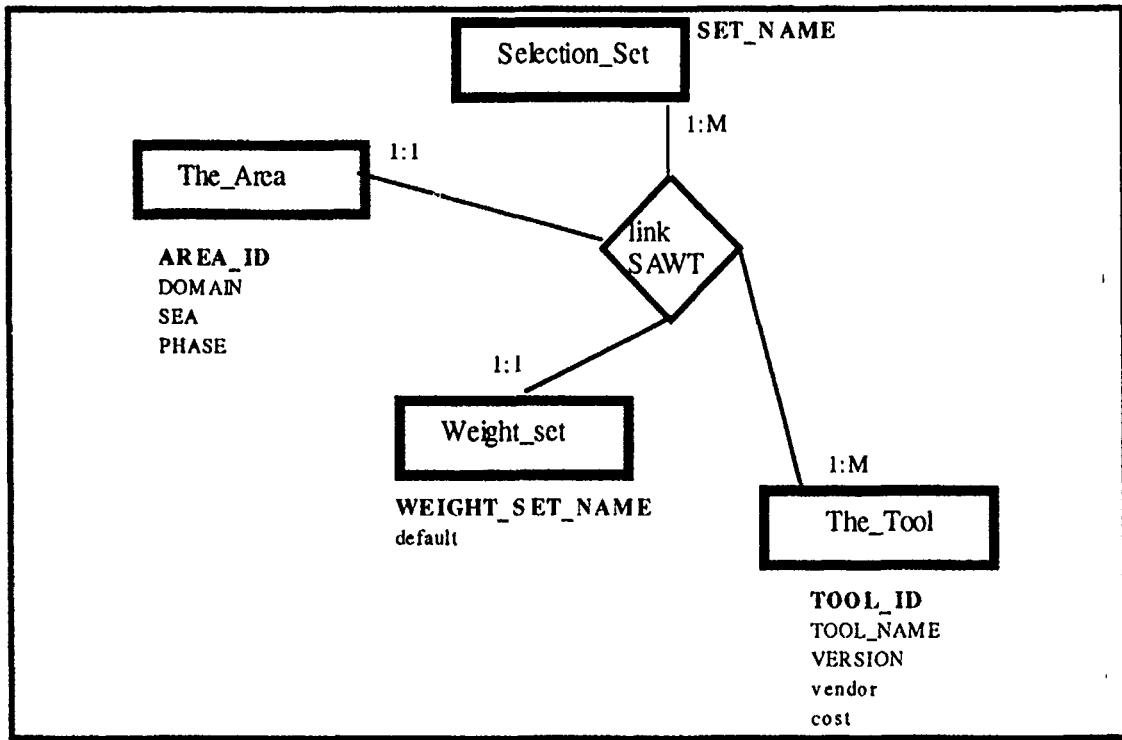 Selection_Set
SET_NAME
1:M
The_Area
1:1
AREA_ID
DOMAIN
SEA
PHASE
link
SAWT
1:1
Weight_set
WEIGHT_SET_NAME
default
1:M
The_Tool
TOOL_ID
TOOL_NAME
VERSION
vendor
cost